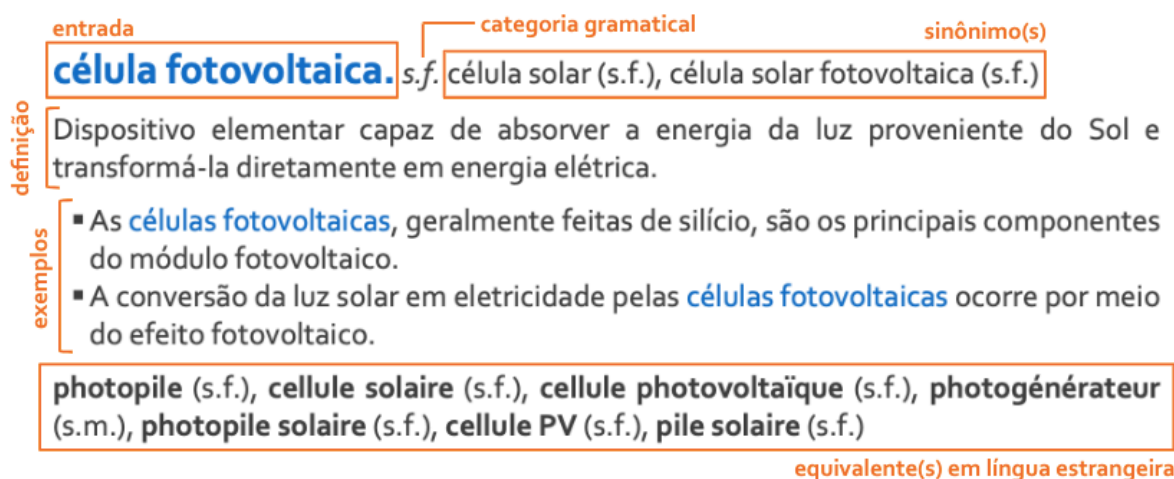 entrada
categoria gramatical
sinônimo(s)
célula fotovoltaica. s.f. célula solar (s.f.), célula solar fotovoltaica (s.f.)
definição
Dispositivo elementar capaz de absorver a energia da luz proveniente do Sol e
transformá-la diretamente em energia elétrica.
exemplos
▪ As células fotovoltaicas, geralmente feitas de silício, são os principais componentes
do módulo fotovoltaico.
▪ A conversão da luz solar em eletricidade pelas células fotovoltaicas ocorre por meio
do efeito fotovoltaico.
photopile (s.f.), cellule solaire (s.f.), cellule photovoltaïque (s.f.), photogénérateur
(s.m.), photopile solaire (s.f.), cellule PV (s.f.), pile solaire (s.f.)
equivalente(s) em língua estrangeira